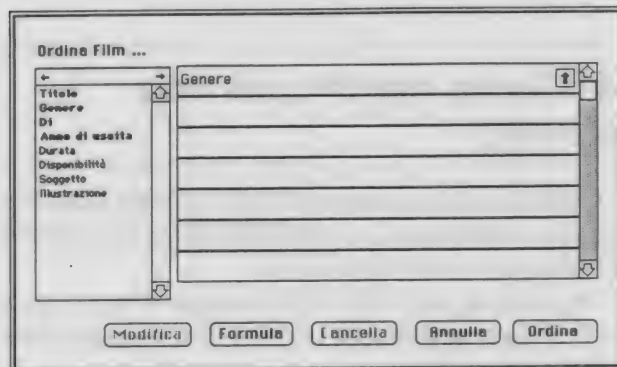 Ordina Film ...
Genere
Titolo
Genere
Di
Anno di uscita
Durata
Disponibilità
Soggetto
Illustrazione
Modifica Formula Cancella Annulla Ordina